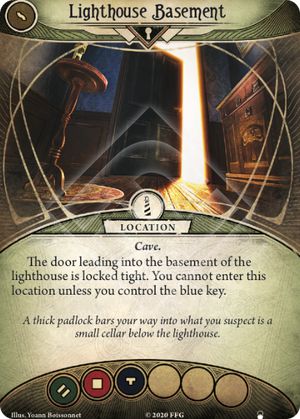 Lighthouse Basement
LOCATION
Cave.
The door leading into the basement of the
lighthouse is locked tight. You cannot enter this
location unless you control the blue key.
A thick padlock bars your way into what you suspect is a
small cellar below the lighthouse.
Illus. Yoann Boissonnet
© 2020 FFG